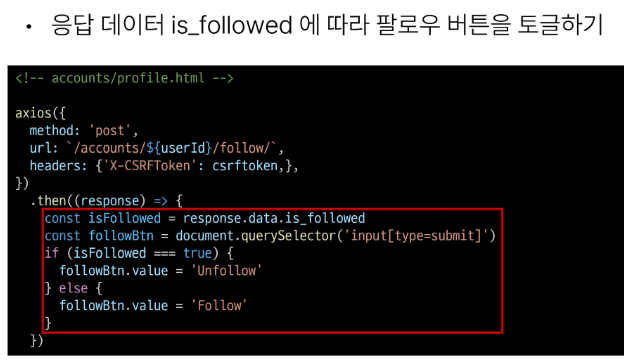 • 응답 데이터 is_followed 에 따라 팔로우 버튼을 토글하기
<!-- accounts/profile.html -->
axios({
  method: 'post',
  url: `/accounts/${userId}/follow/`,
  headers: {'X-CSRFToken': csrftoken,},
})
  .then((response) => {
    const isFollowed = response.data.is_followed
    const followBtn = document.querySelector('input[type=submit]')
    if (isFollowed === true) {
      followBtn.value = 'Unfollow'
    } else {
      followBtn.value = 'Follow'
    }
  })